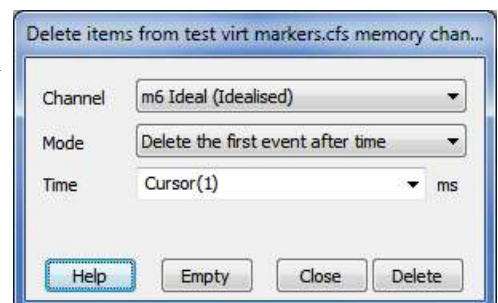 Delete items from test virt markers.cfs memory chan...
Channel m6 Ideal (Idealised)
Mode Delete the first event after time
Time Cursor(1) ms
Help Empty Close Delete